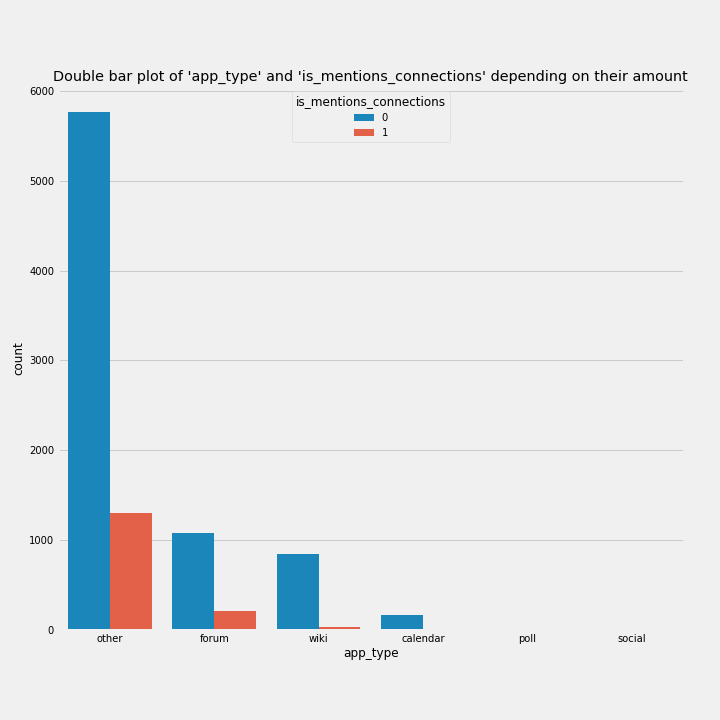 Double bar plot of 'app_type' and 'is_mentions_connections' depending on their amount
is_mentions_connections
0
1
6000
5000
4000
3000
2000
1000
0
count
other forum wiki calendar poll social
app_type